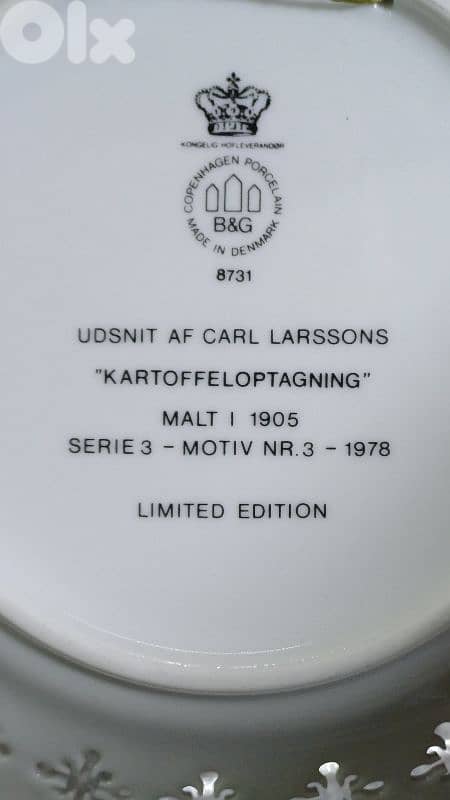 OLX
KONGELIG HOFLEVERANDØR
COPENHAGEN PORCELAIN
B&G
MADE IN DENMARK
8731
UDSNIT AF CARL LARSSONS
"KARTOFFELOPTAGNING"
MALT I 1905
SERIE 3 – MOTIV NR. 3 – 1978
LIMITED EDITION